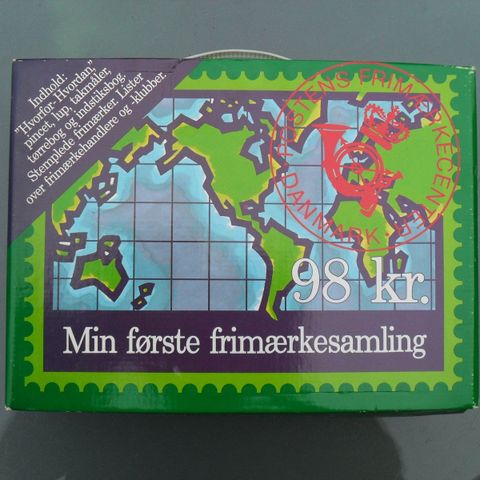 Indhold:
"Hvorfor-Hvordan,"
pincet, lup, takmåler,
tørrebog og indstiksbog.
Stemplede frimærker. Lister
over frimærkehandlere og -klubber.
POSTENS FRIMÆRKECENTER
DANMARK
98 kr.
Min første frimærkesamling